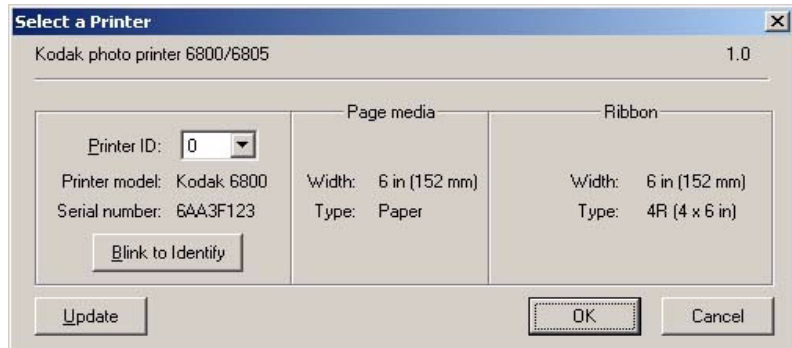 Select a Printer
Kodak photo printer 6800/6805 1.0
Page media Ribbon
Printer ID: 0
Printer model: Kodak 6800 Width: 6 in (152 mm) Width: 6 in (152 mm)
Serial number: 6AA3F123 Type: Paper Type: 4R (4 x 6 in)
Blink to Identify
Update OK Cancel